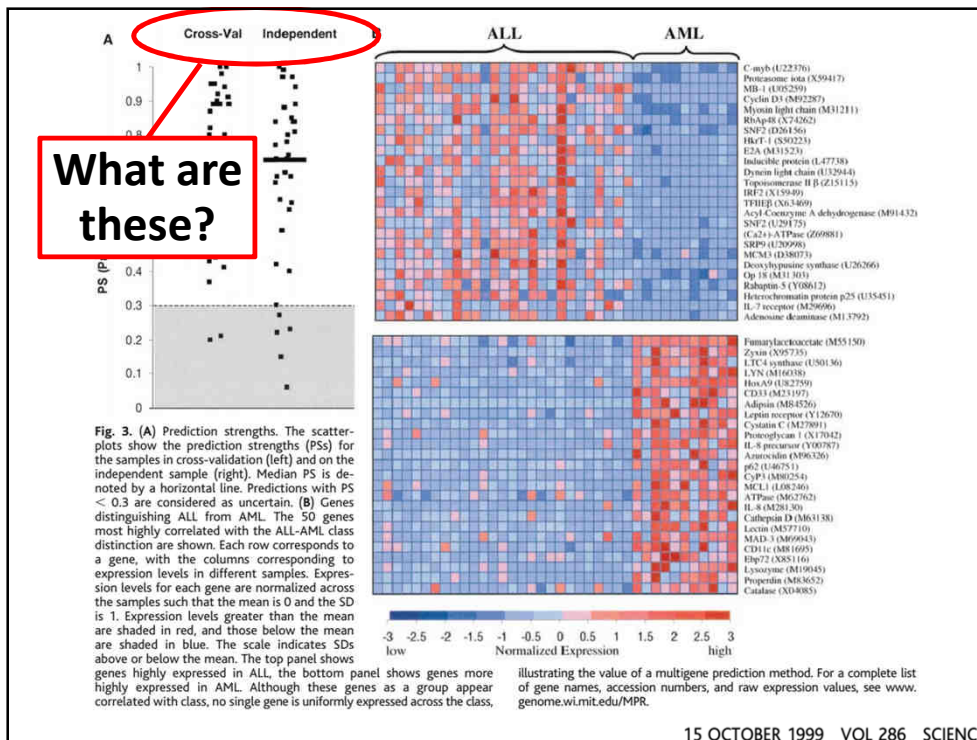 A
Cross-Val Independent
ALL
AML
1
0.9
0.8
What are
these?
0.4
0.3
0.2
0.1
0
C-myb (U22376)
Proteasome iota (X59417)
MB-1 (U05259)
Cyclin D3 (M92287)
Myosin light chain (M31211)
RbAp48 (X74262)
SNF2 (D26156)
HkrT-1 (S50223)
E2A (M31523)
Inducible protein (L47738)
Dynein light chain (U32944)
Topoisomerase II β (Z15115)
IRF2 (X15949)
TFIIEβ (X63469)
Acyl-Coenzyme A dehydrogenase (M91432)
SNF2 (U29175)
(Ca2+)-ATPase (Z69881)
SRP9 (U20998)
MCM3 (D38073)
Deoxyhypusine synthase (U26266)
Op 18 (M31303)
Rabaptin-5 (Y08612)
Heterochromatin protein p25 (U35451)
IL-7 receptor (M29696)
Adenosine deaminase (M13792)
Fumarylacetoacetate (M55150)
Zyxin (X95735)
LTC4 synthase (U50136)
LYN (M16038)
HoxA9 (U82759)
CD33 (M23197)
Adipsin (M84526)
Leptin receptor (Y12670)
Cystatin C (M27891)
Proteoglycan 1 (X17042)
IL-8 precursor (Y00787)
Azurocidin (M96326)
p62 (U46751)
CyP3 (M80254)
MCL1 (L08246)
ATPase (M62762)
IL-8 (M28130)
Cathepsin D (M63138)
Lectin (M57710)
MAD-3 (M69043)
CD11c (M81695)
Ebp72 (X85116)
Lysozyme (M19045)
Properdin (M83652)
Catalase (X04085)
-3 -2.5 -2 -1.5 -1 -0.5 0 0.5 1 1.5 2 2.5 3
low Normalized Expression high
Fig. 3. (A) Prediction strengths. The scatter-
plots show the prediction strengths (PSs) for
the samples in cross-validation (left) and on the
independent sample (right). Median PS is de-
noted by a horizontal line. Predictions with PS
< 0.3 are considered as uncertain. (B) Genes
distinguishing ALL from AML. The 50 genes
most highly correlated with the ALL-AML class
distinction are shown. Each row corresponds to
a gene, with the columns corresponding to
expression levels in different samples. Expres-
sion levels for each gene are normalized across
the samples such that the mean is 0 and the SD
is 1. Expression levels greater than the mean
are shaded in red, and those below the mean
are shaded in blue. The scale indicates SDs
above or below the mean. The top panel shows
genes highly expressed in ALL, the bottom panel shows genes more
highly expressed in AML. Although these genes as a group appear
correlated with class, no single gene is uniformly expressed across the class,
illustrating the value of a multigene prediction method. For a complete list
of gene names, accession numbers, and raw expression values, see www.
genome.wi.mit.edu/MPR.
15 OCTOBER 1999 VOL 286 SCIENC